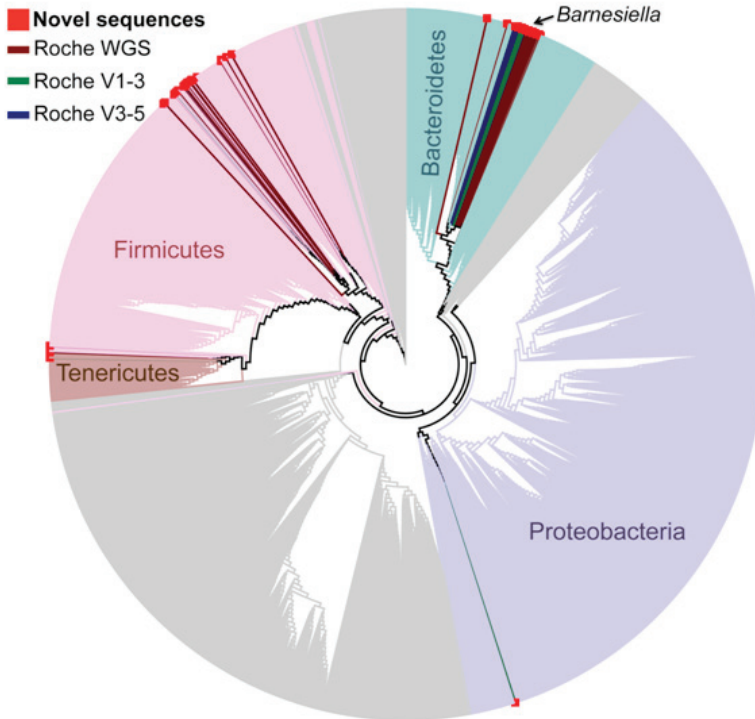 Novel sequences
Roche WGS
Roche V1-3
Roche V3-5
Barnesiella
Bacteroidetes
Firmicutes
Tenericutes
Proteobacteria